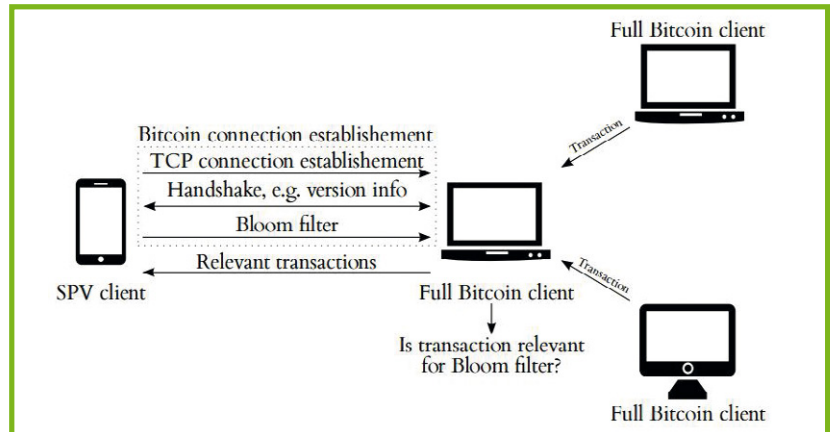 Full Bitcoin client
Transaction
Bitcoin connection establishement
TCP connection establishement
Handshake, e.g. version info
Bloom filter
Relevant transactions
SPV client
Full Bitcoin client
Transaction
Is transaction relevant
for Bloom filter?
Full Bitcoin client